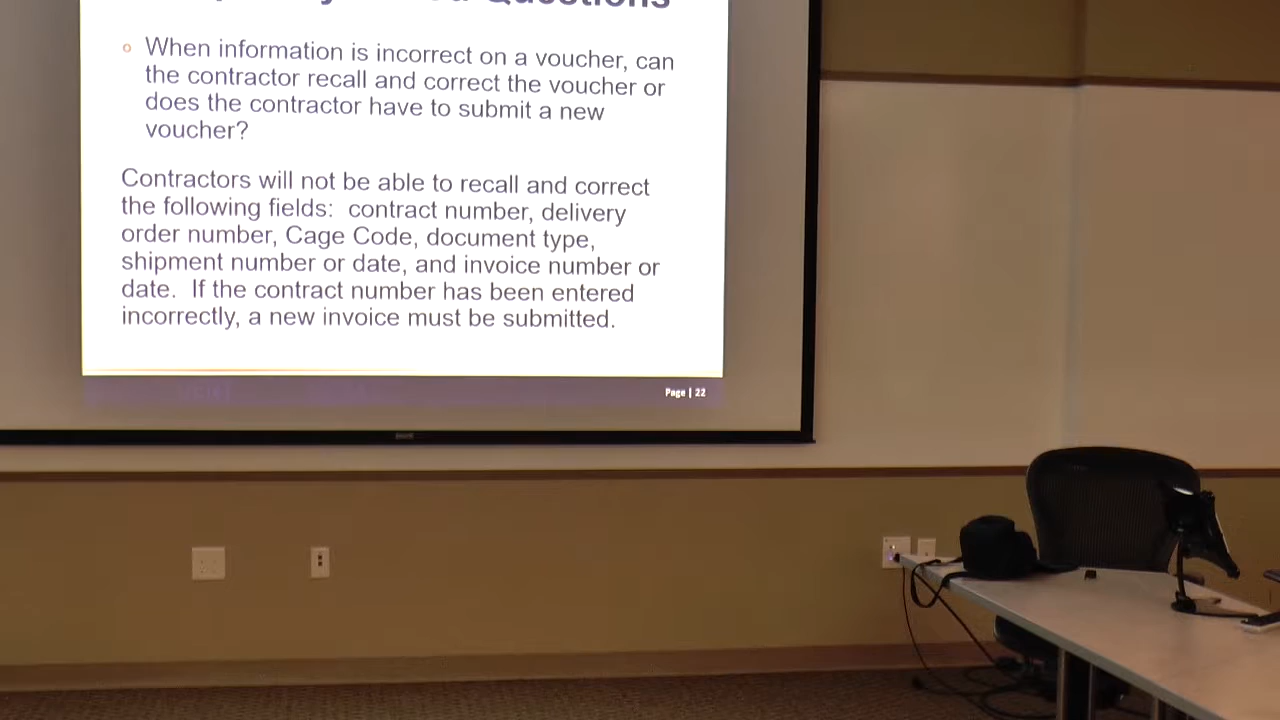 Questions
o When information is incorrect on a voucher, can
the contractor recall and correct the voucher or
does the contractor have to submit a new
voucher?
Contractors will not be able to recall and correct
the following fields: contract number, delivery
order number, Cage Code, document type,
shipment number or date, and invoice number or
date. If the contract number has been entered
incorrectly, a new invoice must be submitted.
Page | 22